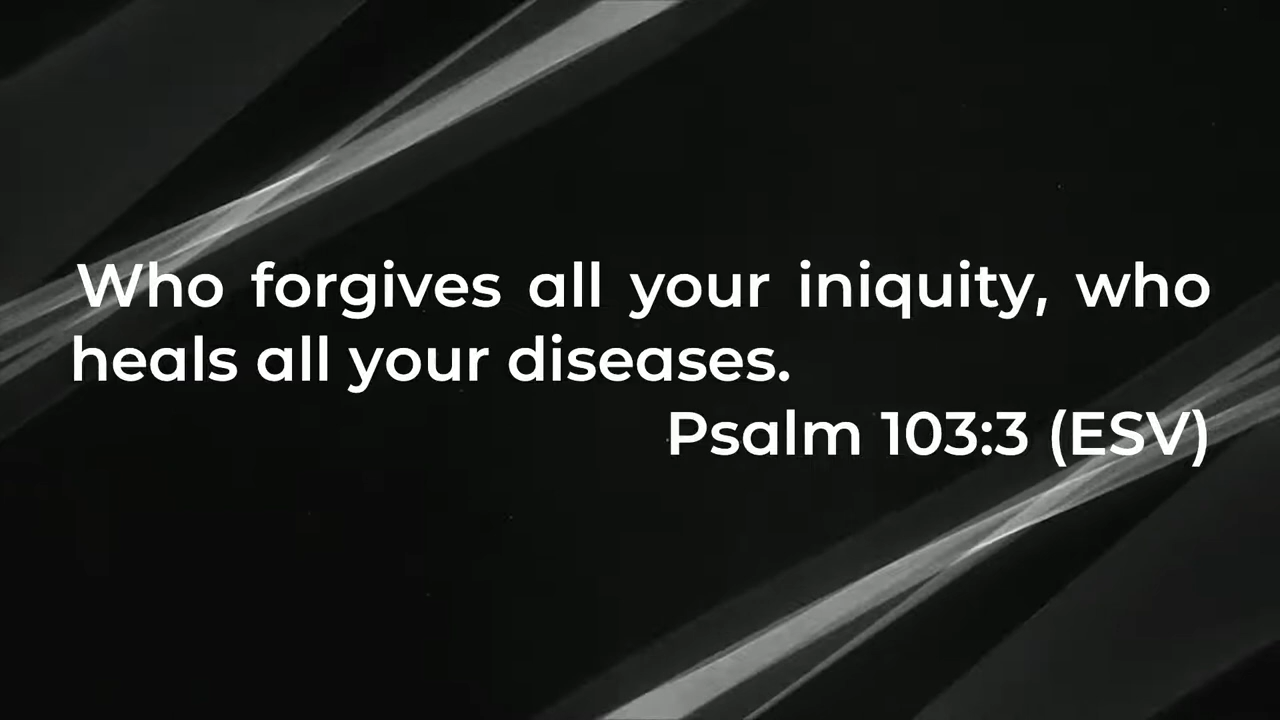 Who forgives all your iniquity, who
heals all your diseases.
Psalm 103:3 (ESV)